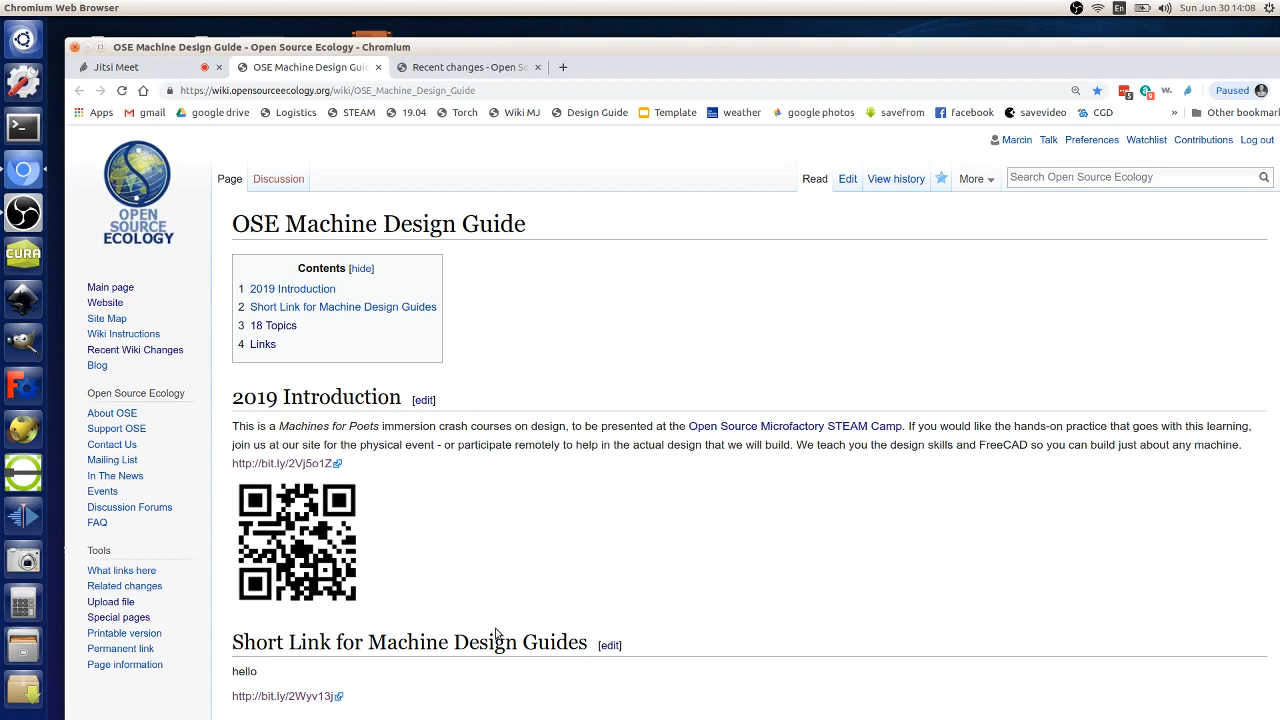 Chromium Web Browser
En
Sun Jun 30 14:08
OSE Machine Design Guide - Open Source Ecology - Chromium
Jitsi Meet
OSE Machine Design Gui
Recent changes - Open So
https://wiki.opensourceecology.org/wiki/OSE_Machine_Design_Guide
Paused
Apps
gmail
google drive
Logistics
STEAM
19.04
Torch
Wiki MJ
Design Guide
Template
weather
google photos
savefrom
facebook
savevideo
CGD
»
Other bookmar
Marcin
Talk
Preferences
Watchlist
Contributions
Log out
Page
Discussion
Read
Edit
View history
More
Search Open Source Ecology
OPEN
SOURCE
ECOLOGY
CURA
Main page
Website
Site Map
Wiki Instructions
Recent Wiki Changes
Blog
Open Source Ecology
About OSE
Support OSE
Contact Us
Mailing List
In The News
Events
Discussion Forums
FAQ
Tools
What links here
Related changes
Upload file
Special pages
Printable version
Permanent link
Page information
OSE Machine Design Guide
Contents [hide]
1 2019 Introduction
2 Short Link for Machine Design Guides
3 18 Topics
4 Links
2019 Introduction [edit]
This is a Machines for Poets immersion crash courses on design, to be presented at the Open Source Microfactory STEAM Camp. If you would like the hands-on practice that goes with this learning,
join us at our site for the physical event - or participate remotely to help in the actual design that we will build. We teach you the design skills and FreeCAD so you can build just about any machine.
http://bit.ly/2Vj5o1Z
Short Link for Machine Design Guides [edit]
hello
http://bit.ly/2Wyv13j